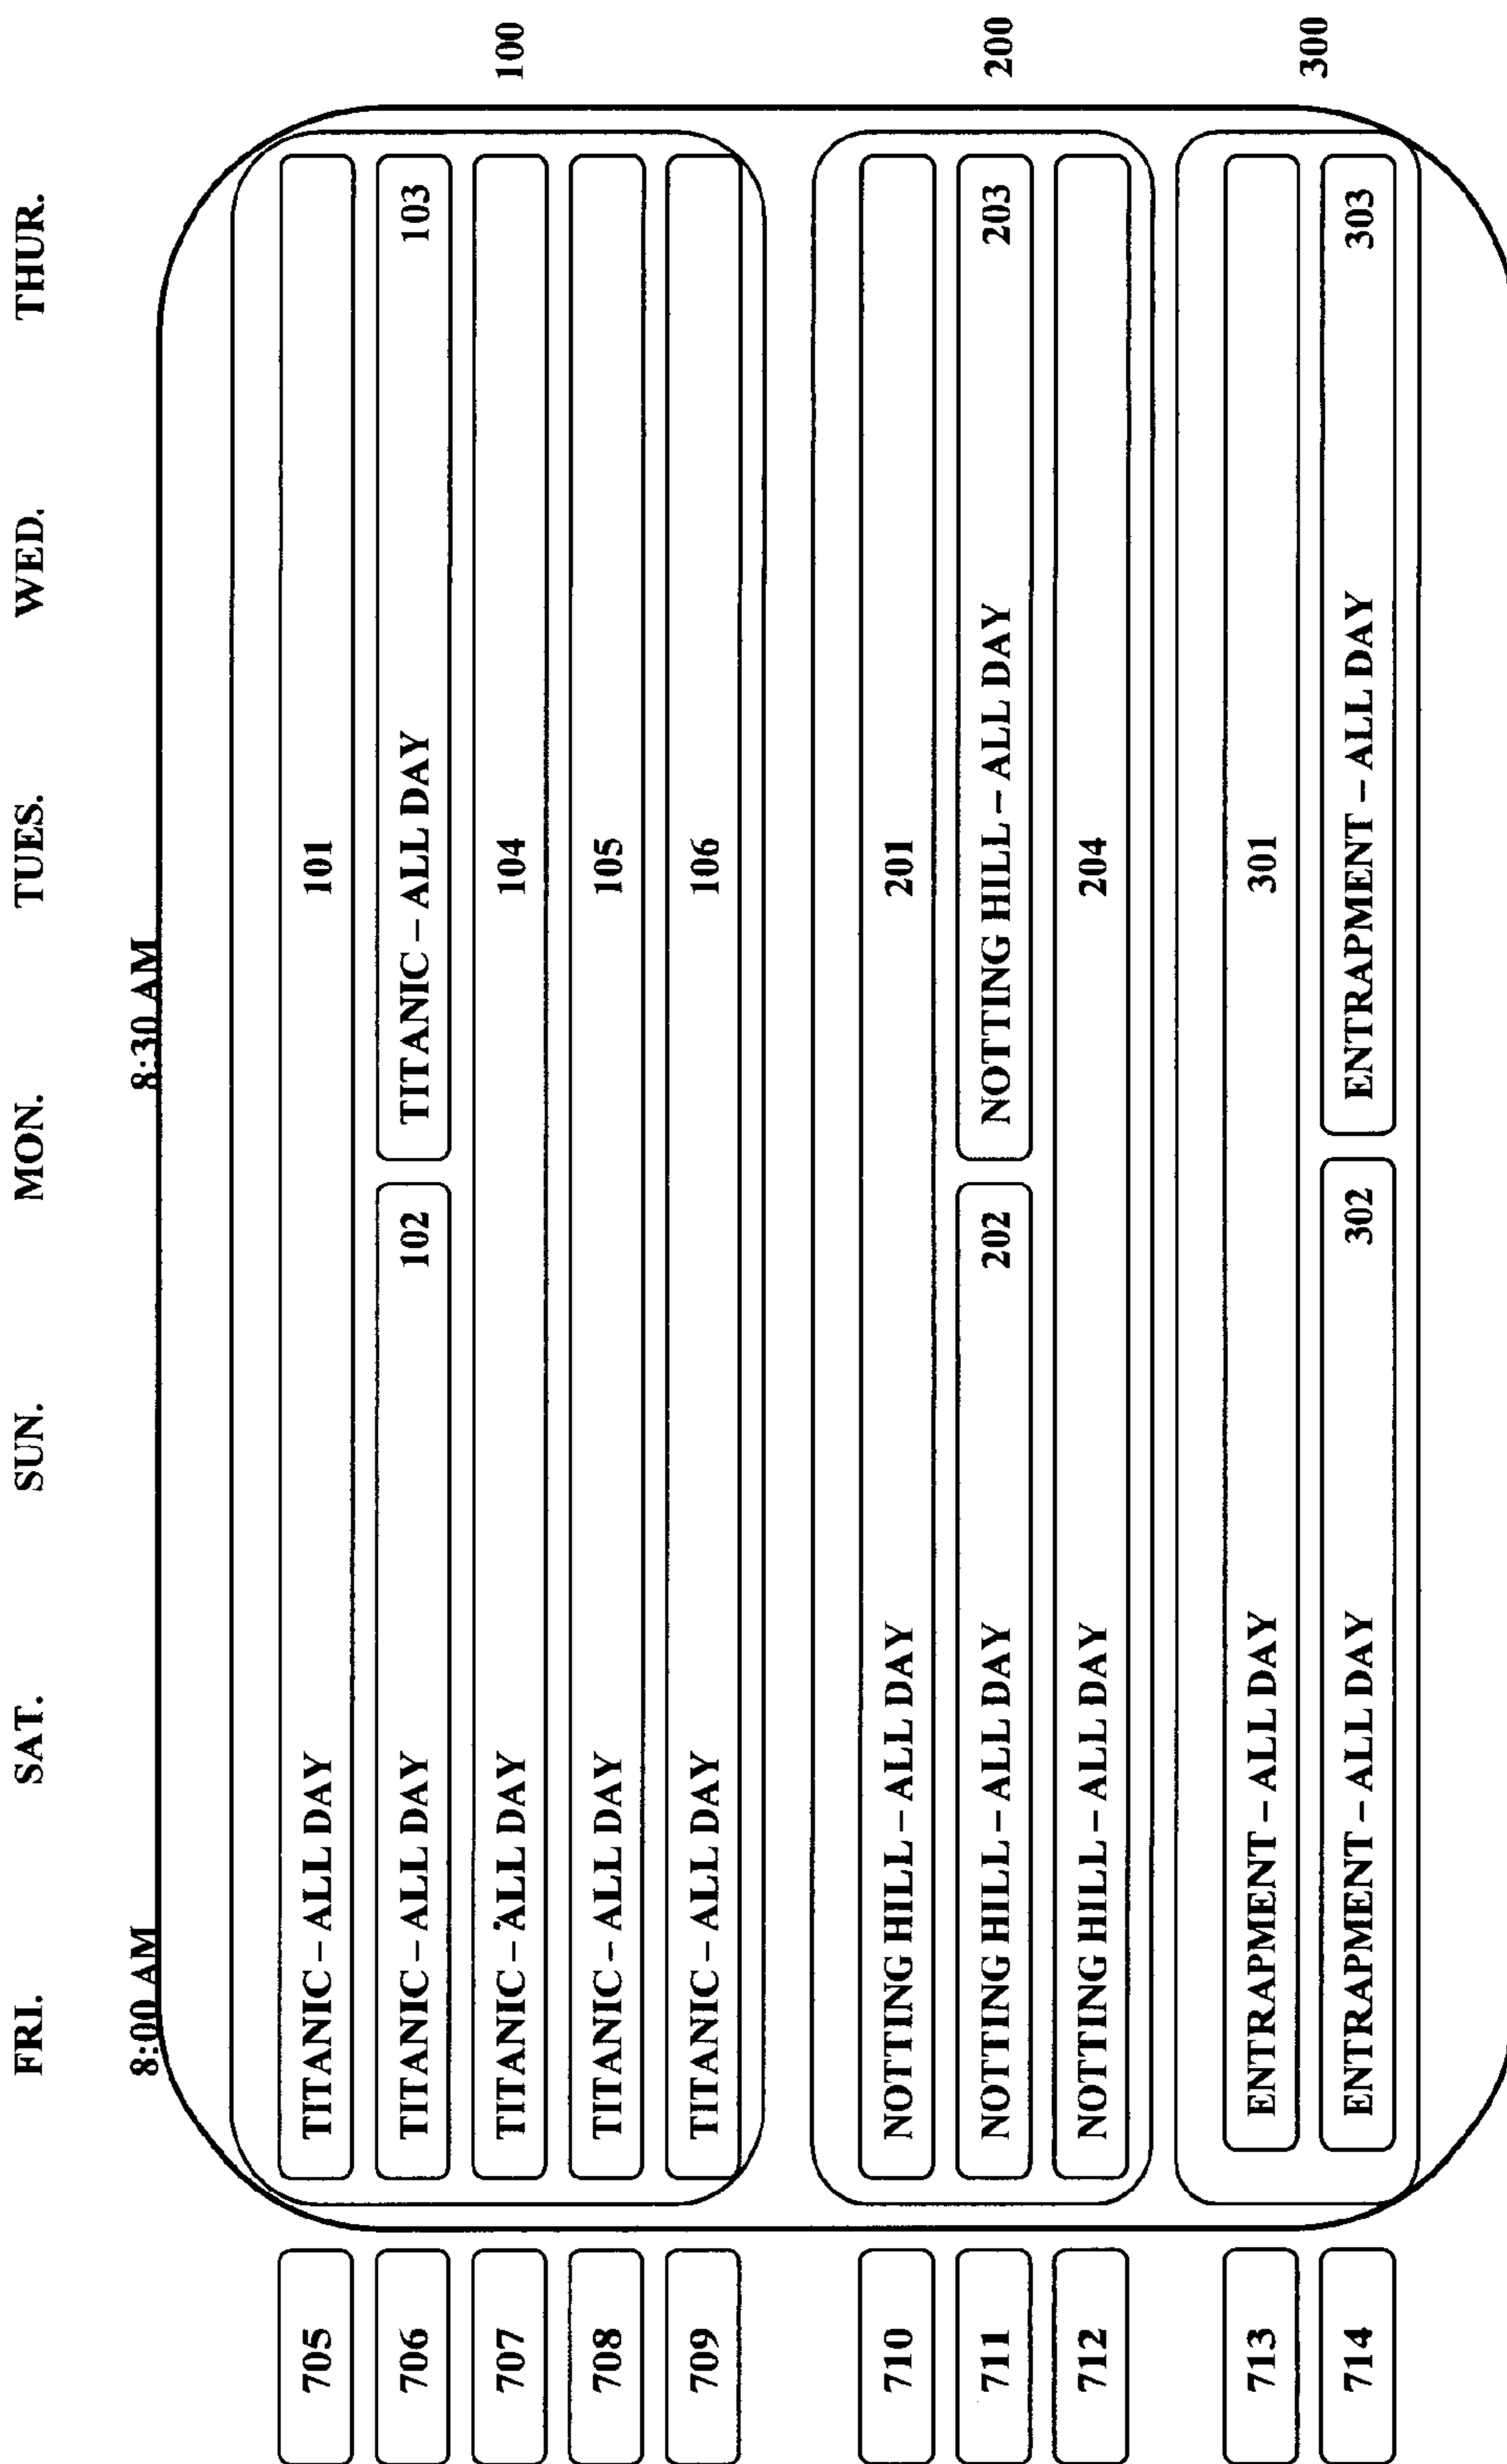 FRI. SAT. SUN. MON. TUES. WED. THUR.
8:00 AM 8:30 AM
705 TITANIC – ALL DAY 101
706 TITANIC – ALL DAY 102 TITANIC – ALL DAY 103
707 TITANIC – ALL DAY 104 100
708 TITANIC – ALL DAY 105
709 TITANIC – ALL DAY 106
710 NOTTING HILL – ALL DAY 201
711 NOTTING HILL – ALL DAY 202 NOTTING HILL – ALL DAY 203 200
712 NOTTING HILL – ALL DAY 204
713 ENTRAPMENT – ALL DAY 301
714 ENTRAPMENT – ALL DAY 302 ENTRAPMENT – ALL DAY 303
300